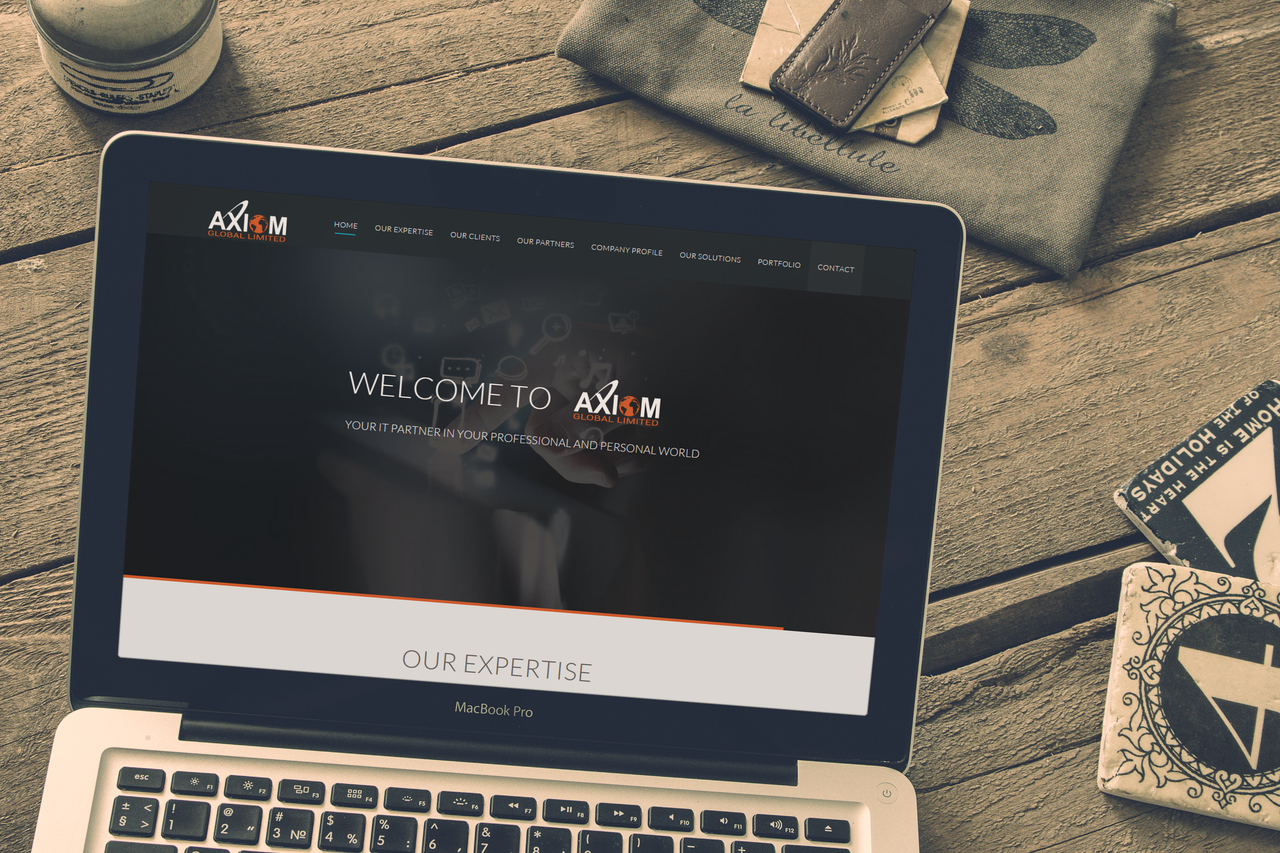 la libellule
AXIOM
GLOBAL LIMITED
HOME
OUR EXPERTISE
OUR CLIENTS
OUR PARTNERS
COMPANY PROFILE
OUR SOLUTIONS
PORTFOLIO
CONTACT
WELCOME TO
AXIOM
GLOBAL LIMITED
YOUR IT PARTNER IN YOUR PROFESSIONAL AND PERSONAL WORLD
OUR EXPERTISE
HOME IS THE HEART
OF THE HOLIDAYS
MacBook Pro
esc F1 F2 F3 F4 F5 F6 F7 F8 F9 F10 F11 F12
± < ! @ # $ % ^ & * (
§ > 1 2 " 3 № 4 % 5 : 6 , 7 . 8 ;